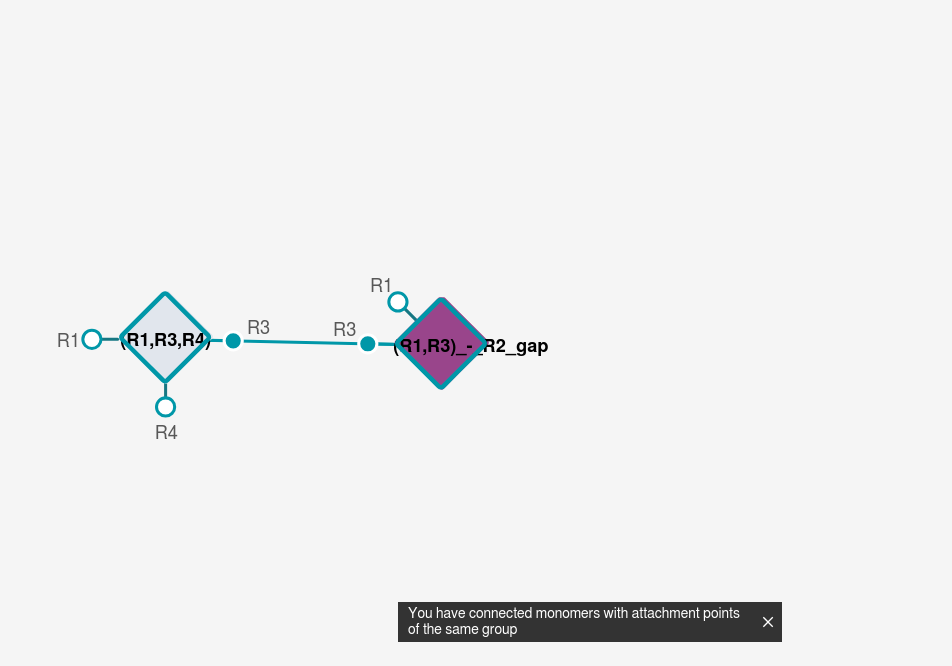 R1
R3
R3
R1
(R1,R3,R4)
(R1,R3)_-_R2_gap
R4
You have connected monomers with attachment points
of the same group